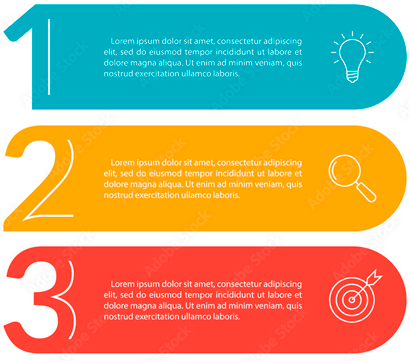 1
Lorem ipsum dolor sit amet, consectetur
adipiscing elit, sed do eiusmod tempor
incididunt ut labore et dolore
magna aliqua. Ut enim ad minim veniam, quis
nostrud exercitation ullamco laboris.
2
Lorem ipsum dolor sit amet, consectetur
adipiscing elit, sed do eiusmod tempor
incididunt ut labore et dolore
magna aliqua. Ut enim ad minim veniam, quis
nostrud exercitation ullamco laboris.
3
Lorem ipsum dolor sit amet, consectetur
adipiscing elit, sed do eiusmod tempor
incididunt ut labore et dolore
magna aliqua. Ut enim ad minim veniam, quis
nostrud exercitation ullamco laboris.